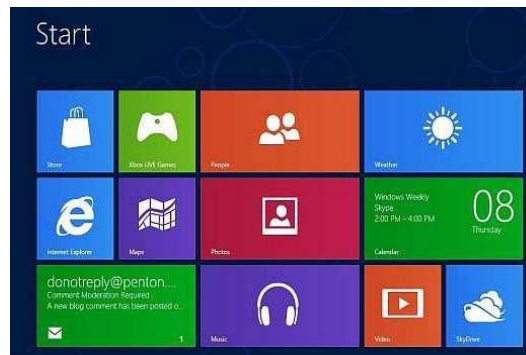 Start
Store
Xbox LIVE Games
People
Weather
Internet Explorer
Maps
Photos
Windows Weekly
Skype
2:00 PM - 4:00 PM
08
Thursday
Calendar
donotreply@penton....
Comment Moderation Required
A new blog comment has been posted o...
1
Music
Video
SkyDrive